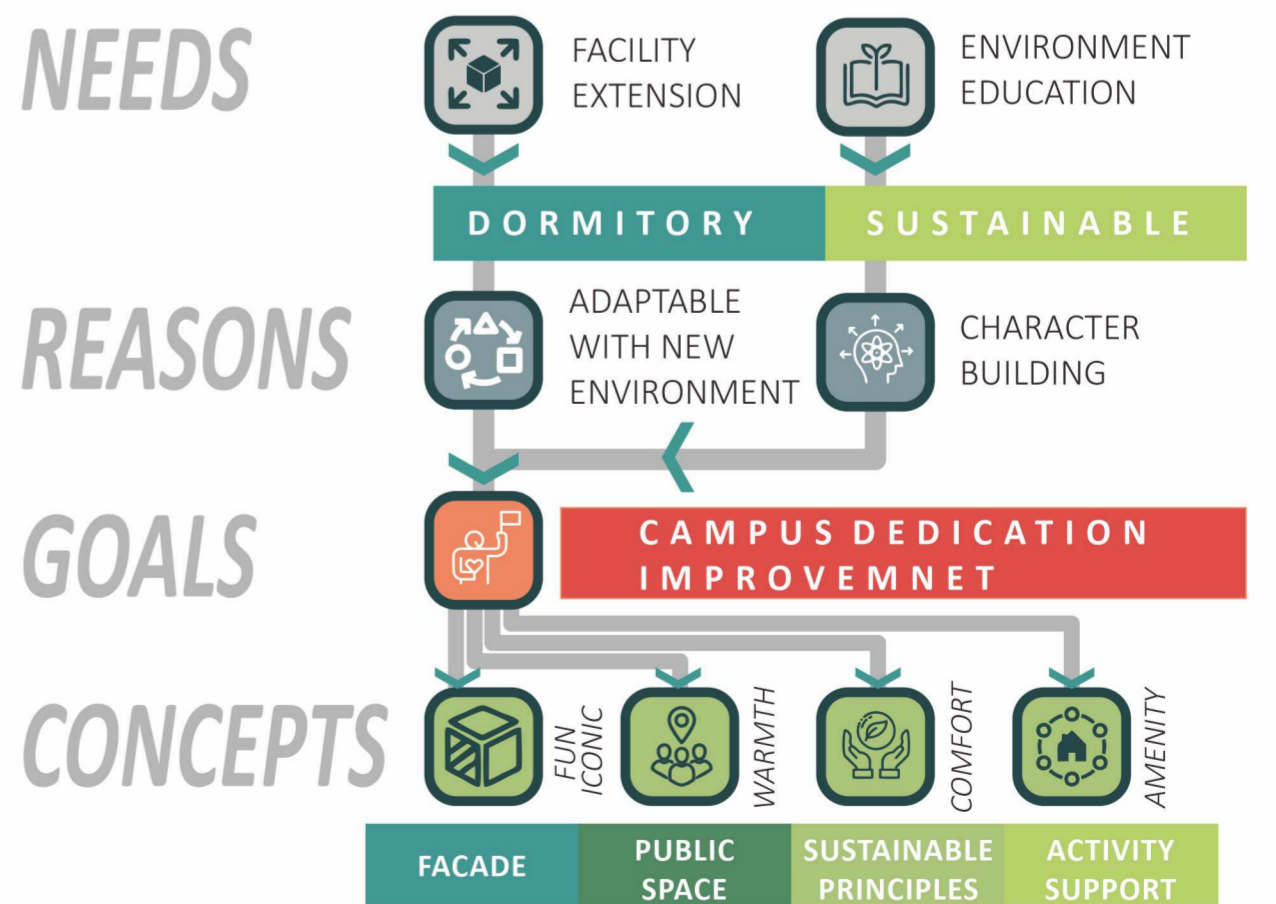 NEEDS
FACILITY
EXTENSION
ENVIRONMENT
EDUCATION
DORMITORY
SUSTAINABLE
REASONS
ADAPTABLE
WITH NEW
ENVIRONMENT
CHARACTER
BUILDING
GOALS
CAMPUS DEDICATION
IMPROVEMNET
CONCEPTS
FUN
ICONIC
WARMTH
COMFORT
AMENITY
FACADE
PUBLIC
SPACE
SUSTAINABLE
PRINCIPLES
ACTIVITY
SUPPORT